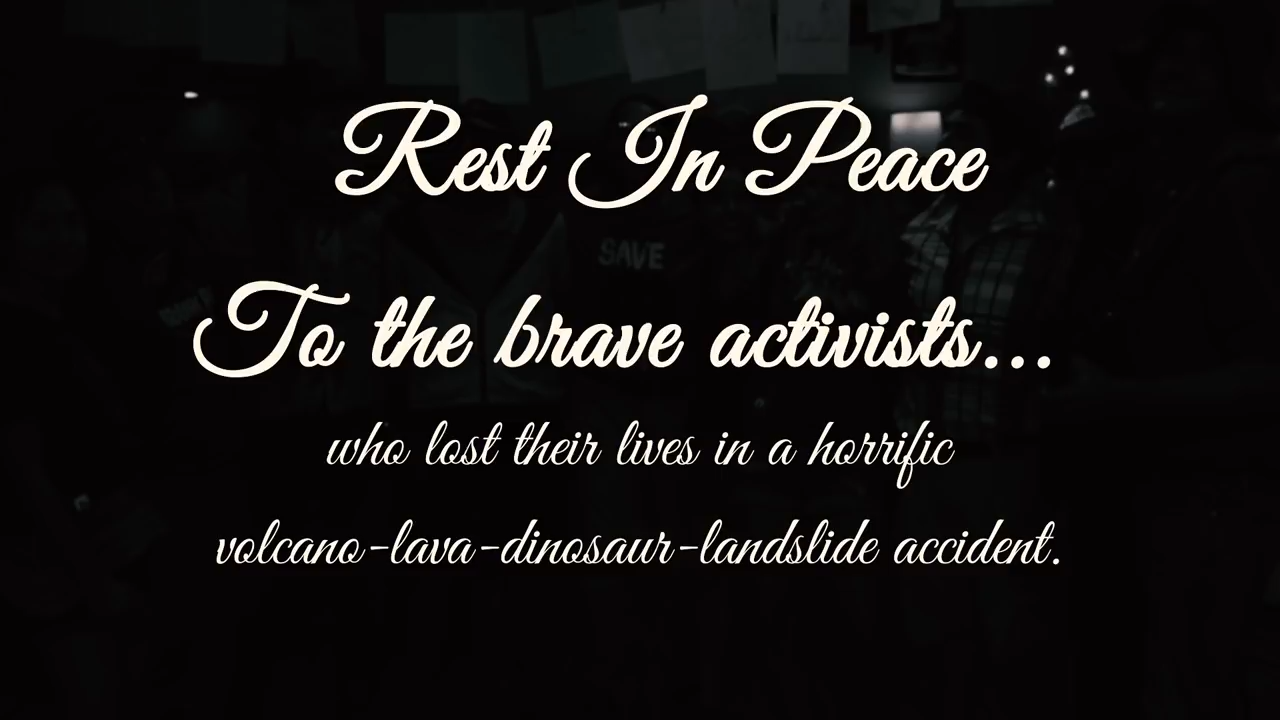 Rest In Peace
SAVE
To the brave activists...
who lost their lives in a horrific
volcano-lava-dinosaur-landslide accident.